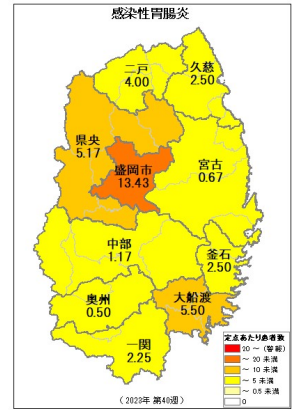 感染性胃腸炎
二戸
4.00
久慈
2.50
県央
5.17
盛岡市
13.43
宮古
0.67
中部
1.17
釜石
2.50
奥州
0.50
大船渡
5.50
一関
2.25
定点あたり患者数
20 ～ (警報)
～ 20 未満
～ 10 未満
～ 5 未満
～ 0.5 未満
0
( 2023年 第40週 )